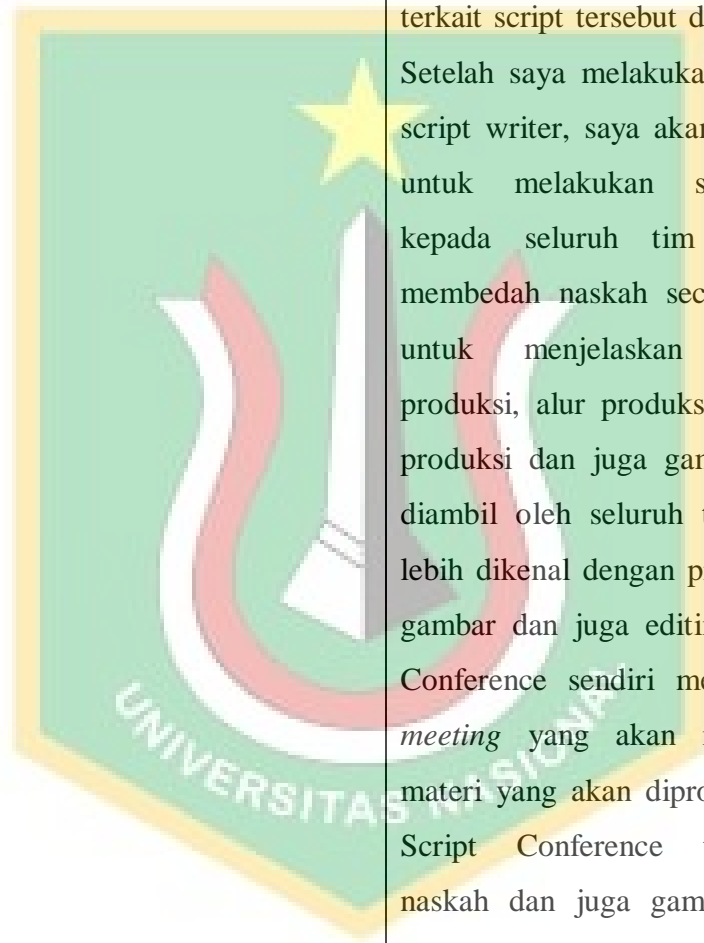 terkait script tersebut d
Setelah saya melakuka
script writer, saya akan
untuk melakukan s
kepada seluruh tim
membedah naskah sec
untuk menjelaskan
produksi, alur produks
produksi dan juga gam
diambil oleh seluruh t
lebih dikenal dengan p
gambar dan juga editin
Conference sendiri me
meeting yang akan
materi yang akan dipro
Script Conference
naskah dan juga gam
UNIVERSITAS NASIONAL